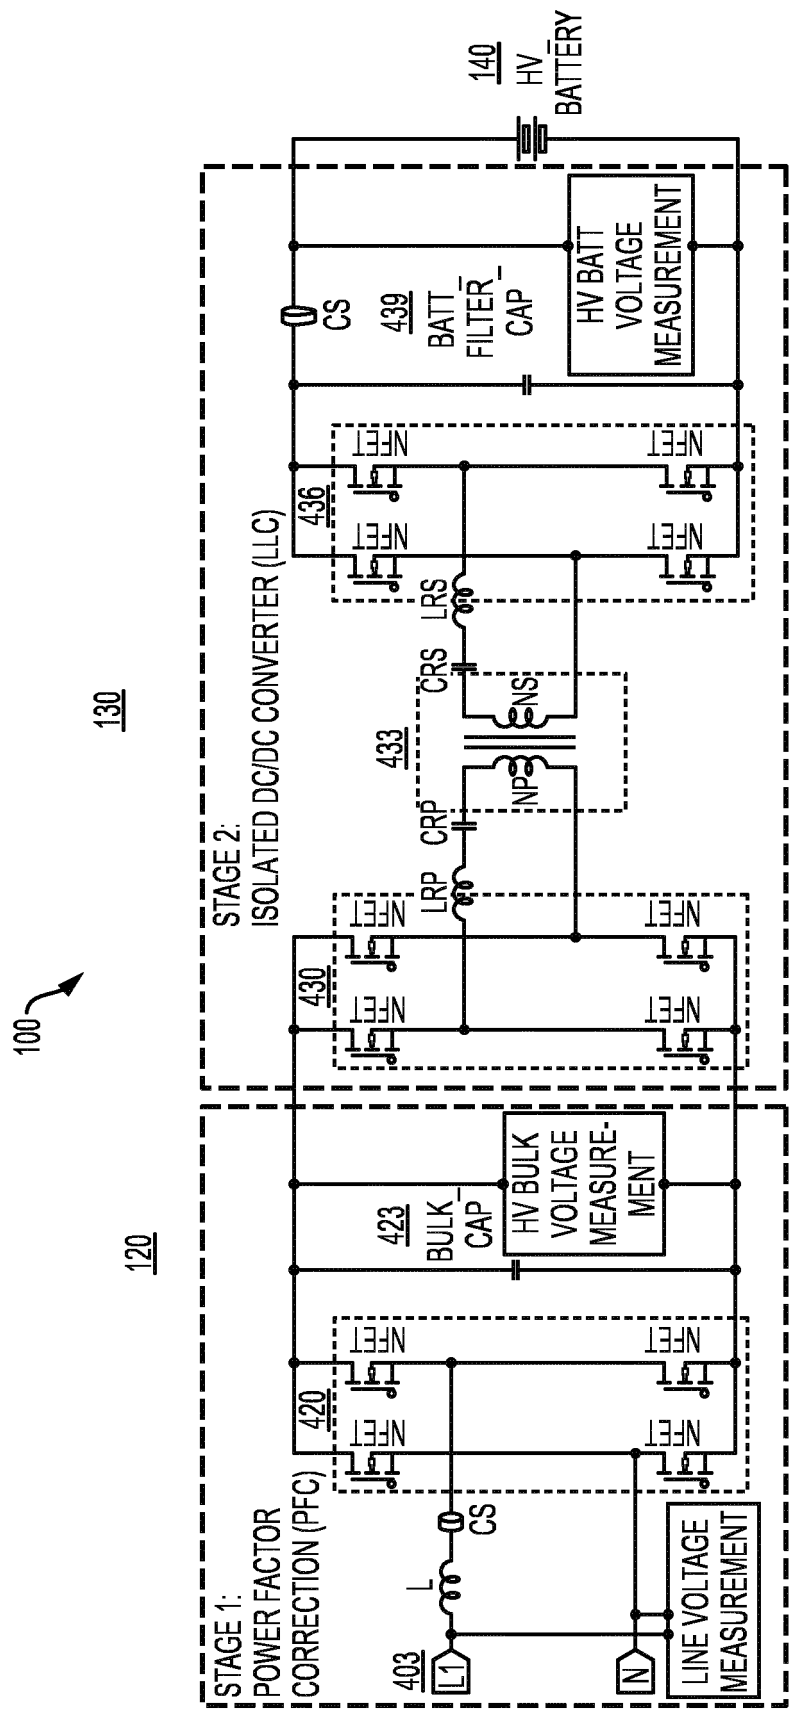 100
120
130
STAGE 1:
POWER FACTOR
CORRECTION (PFC)
403
L1
N
L
CS
LINE VOLTAGE
MEASUREMENT
420
NFET
NFET
NFET
NFET
423
BULK_
CAP
HV BULK
VOLTAGE
MEASURE-
MENT
STAGE 2:
ISOLATED DC/DC CONVERTER (LLC)
430
NFET
NFET
NFET
NFET
LRP
CRP
433
NP
NS
CRS
LRS
436
NFET
NFET
NFET
NFET
439
BATT_
FILTER_
CAP
CS
HV BATT
VOLTAGE
MEASUREMENT
140
HV_
BATTERY